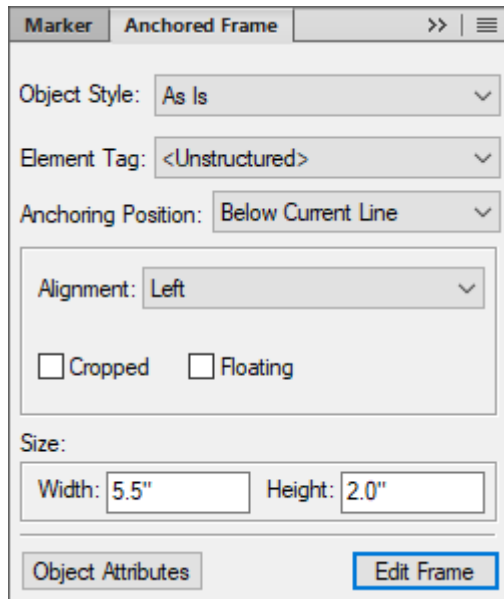 Marker Anchored Frame
Object Style: As Is
Element Tag: <Unstructured>
Anchoring Position: Below Current Line
Alignment: Left
Cropped Floating
Size:
Width: 5.5" Height: 2.0"
Object Attributes Edit Frame